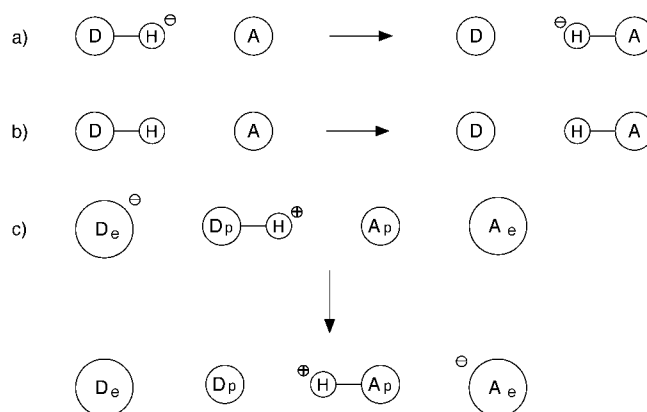 a) D H ⊖ A D ⊖ H A
b) D H A D H A
c) De ⊖ Dp H ⊕ Ap Ae
De Dp ⊕ H Ap ⊖ Ae